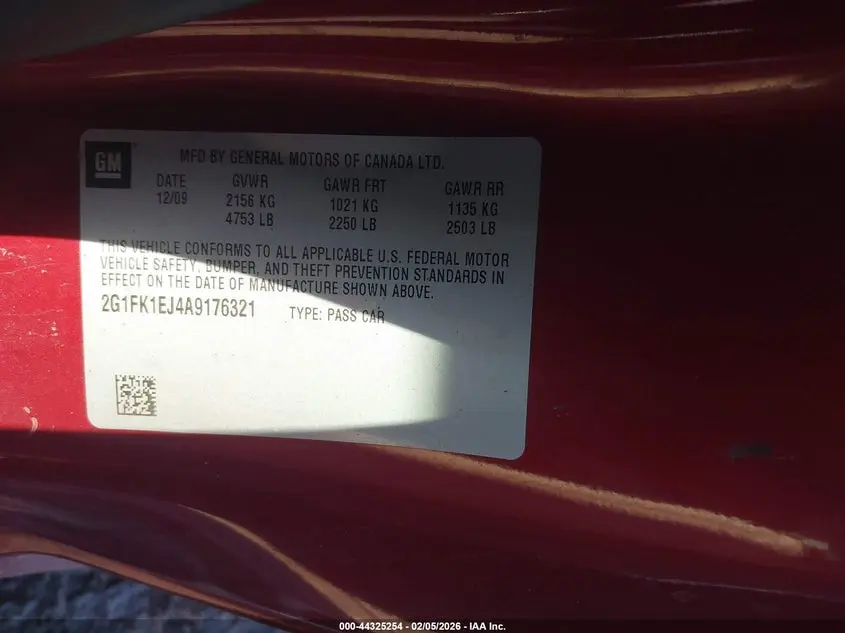 GM
MFD BY GENERAL MOTORS OF CANADA LTD.
DATE GVWR GAWR FRT GAWR RR
12/09 2156 KG 1021 KG 1135 KG
4753 LB 2250 LB 2503 LB
THIS VEHICLE CONFORMS TO ALL APPLICABLE U.S. FEDERAL MOTOR
VEHICLE SAFETY, BUMPER, AND THEFT PREVENTION STANDARDS IN
EFFECT ON THE DATE OF MANUFACTURE SHOWN ABOVE.
2G1FK1EJ4A9176321 TYPE: PASS CAR
000-44325254 - 02/05/2026 - IAA Inc.